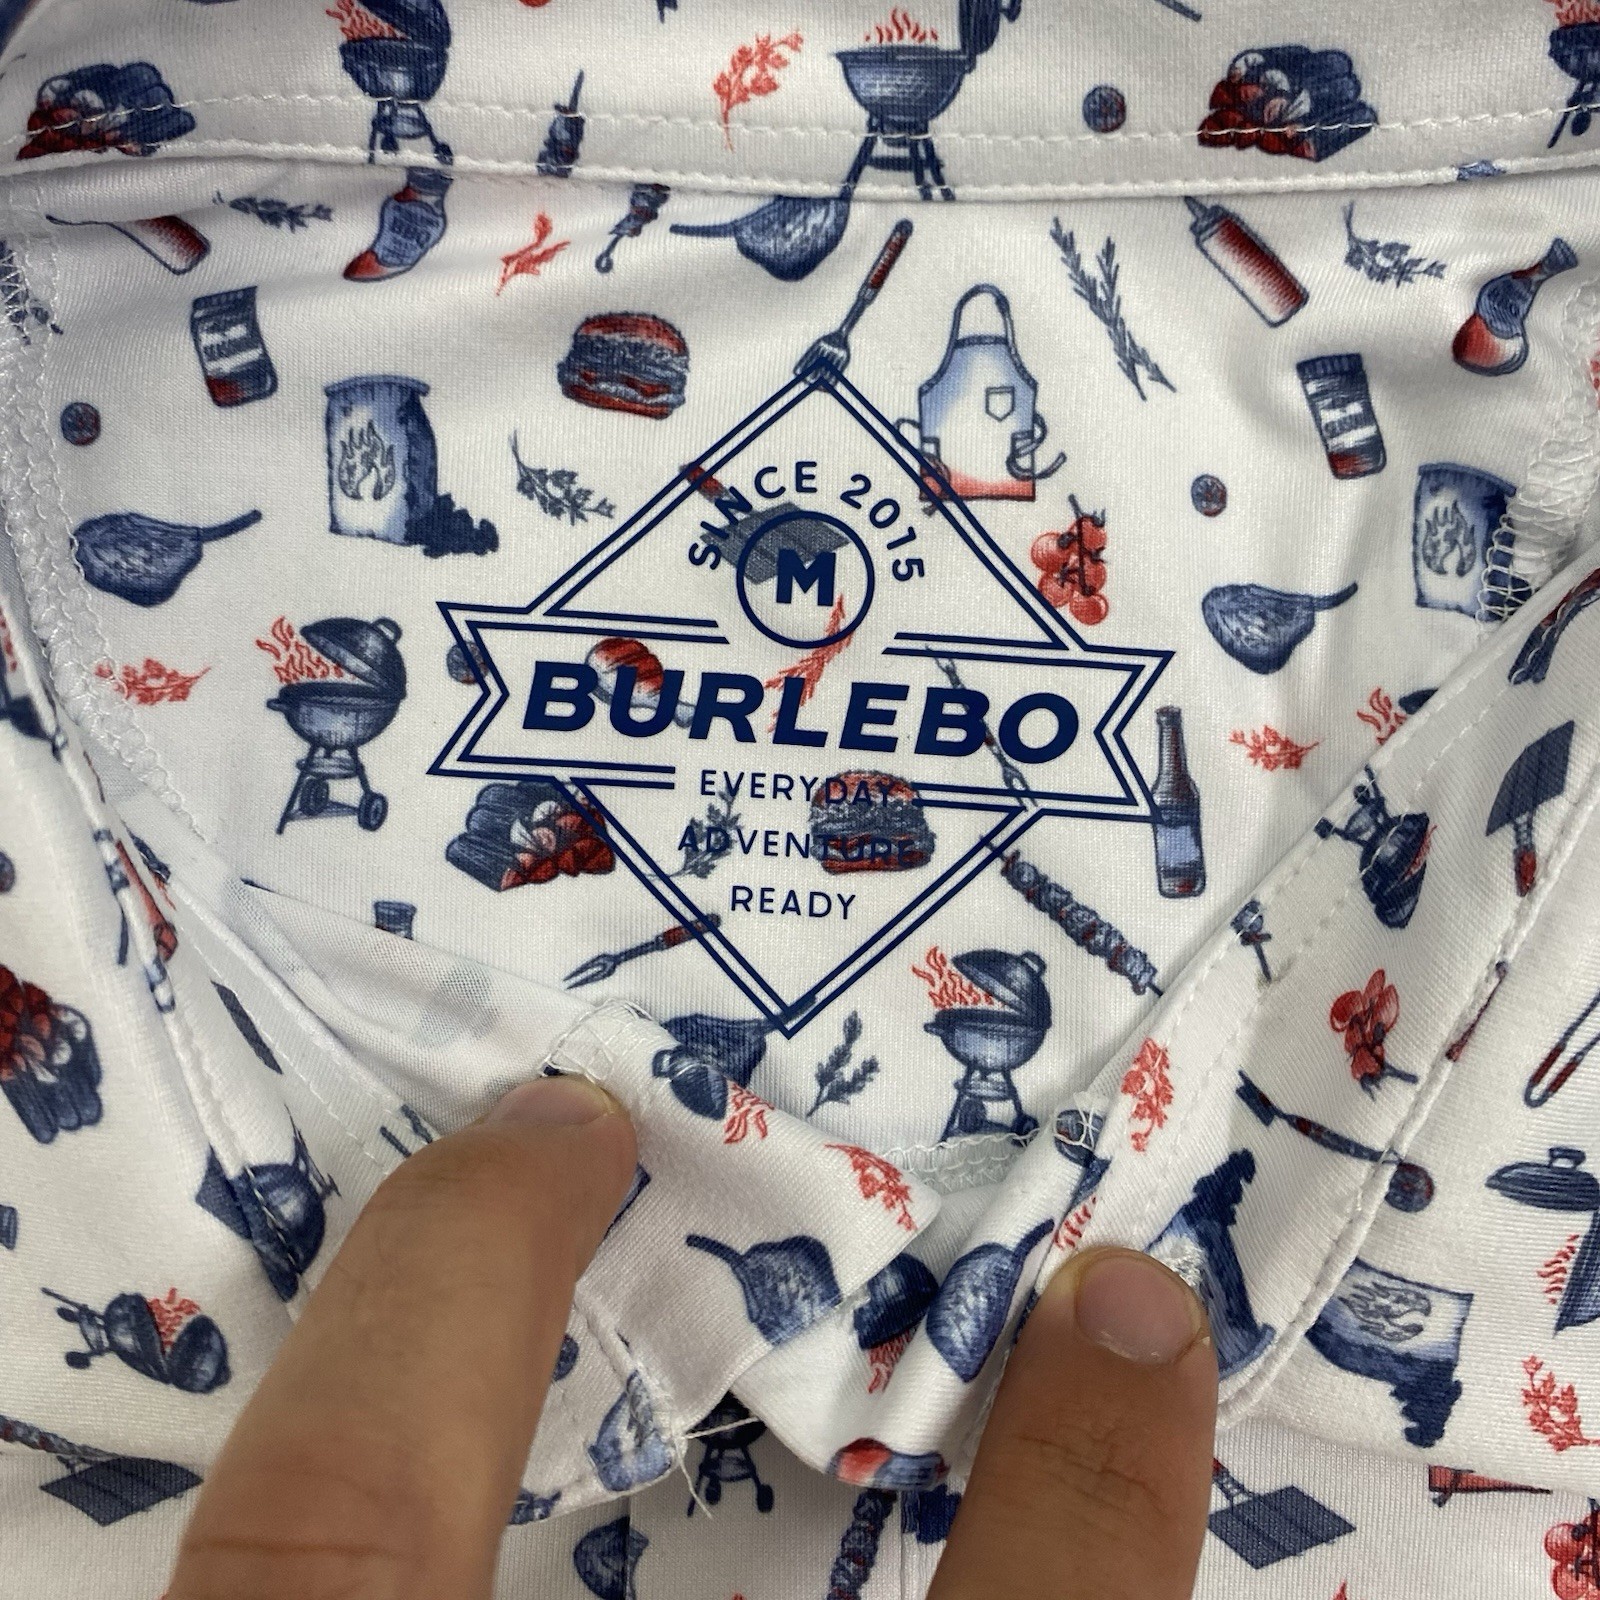 SINCE 2015
M
BURLEBO
EVERYDAY
ADVENTURE
READY